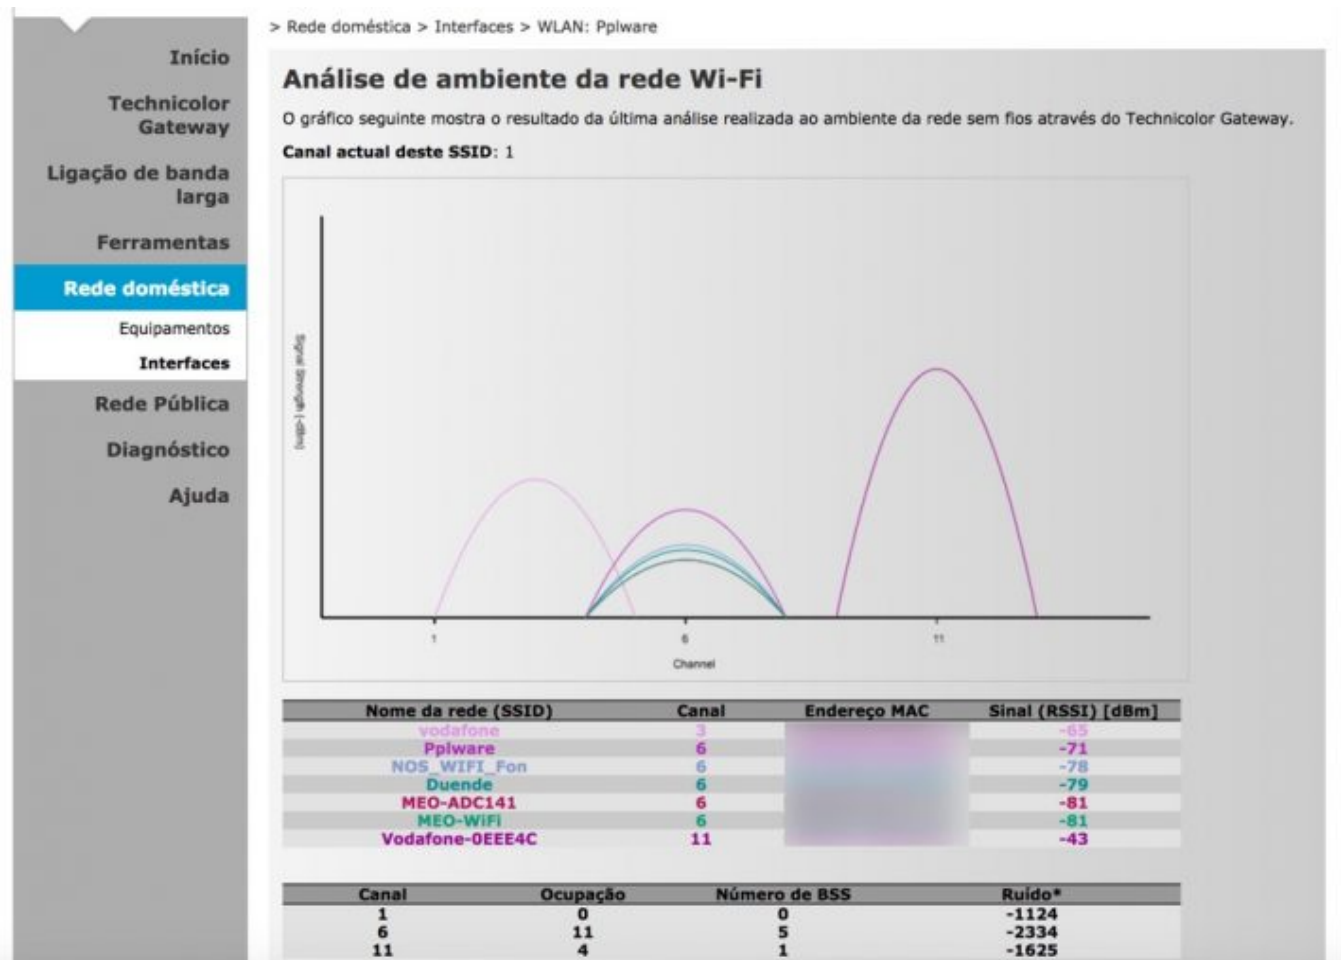 > Rede doméstica > Interfaces > WLAN: Pplware
Início
Technicolor
Gateway
Ligação de banda
larga
Ferramentas
Rede doméstica
Equipamentos
Interfaces
Rede Pública
Diagnóstico
Ajuda
Análise de ambiente da rede Wi-Fi
O gráfico seguinte mostra o resultado da última análise realizada ao ambiente da rede sem fios através do Technicolor Gateway.
Canal actual deste SSID: 1
Signal Strength [-dBm]
1 6 11
Channel
Nome da rede (SSID) Canal Endereço MAC Sinal (RSSI) [dBm]
vodafone 3 -65
Pplware 6 -71
NOS_WIFI_Fon 6 -78
Duende 6 -79
MEO-ADC141 6 -81
MEO-WiFi 6 -81
Vodafone-0EEE4C 11 -43
Canal Ocupação Número de BSS Ruído*
1 0 0 -1124
6 11 5 -2334
11 4 1 -1625